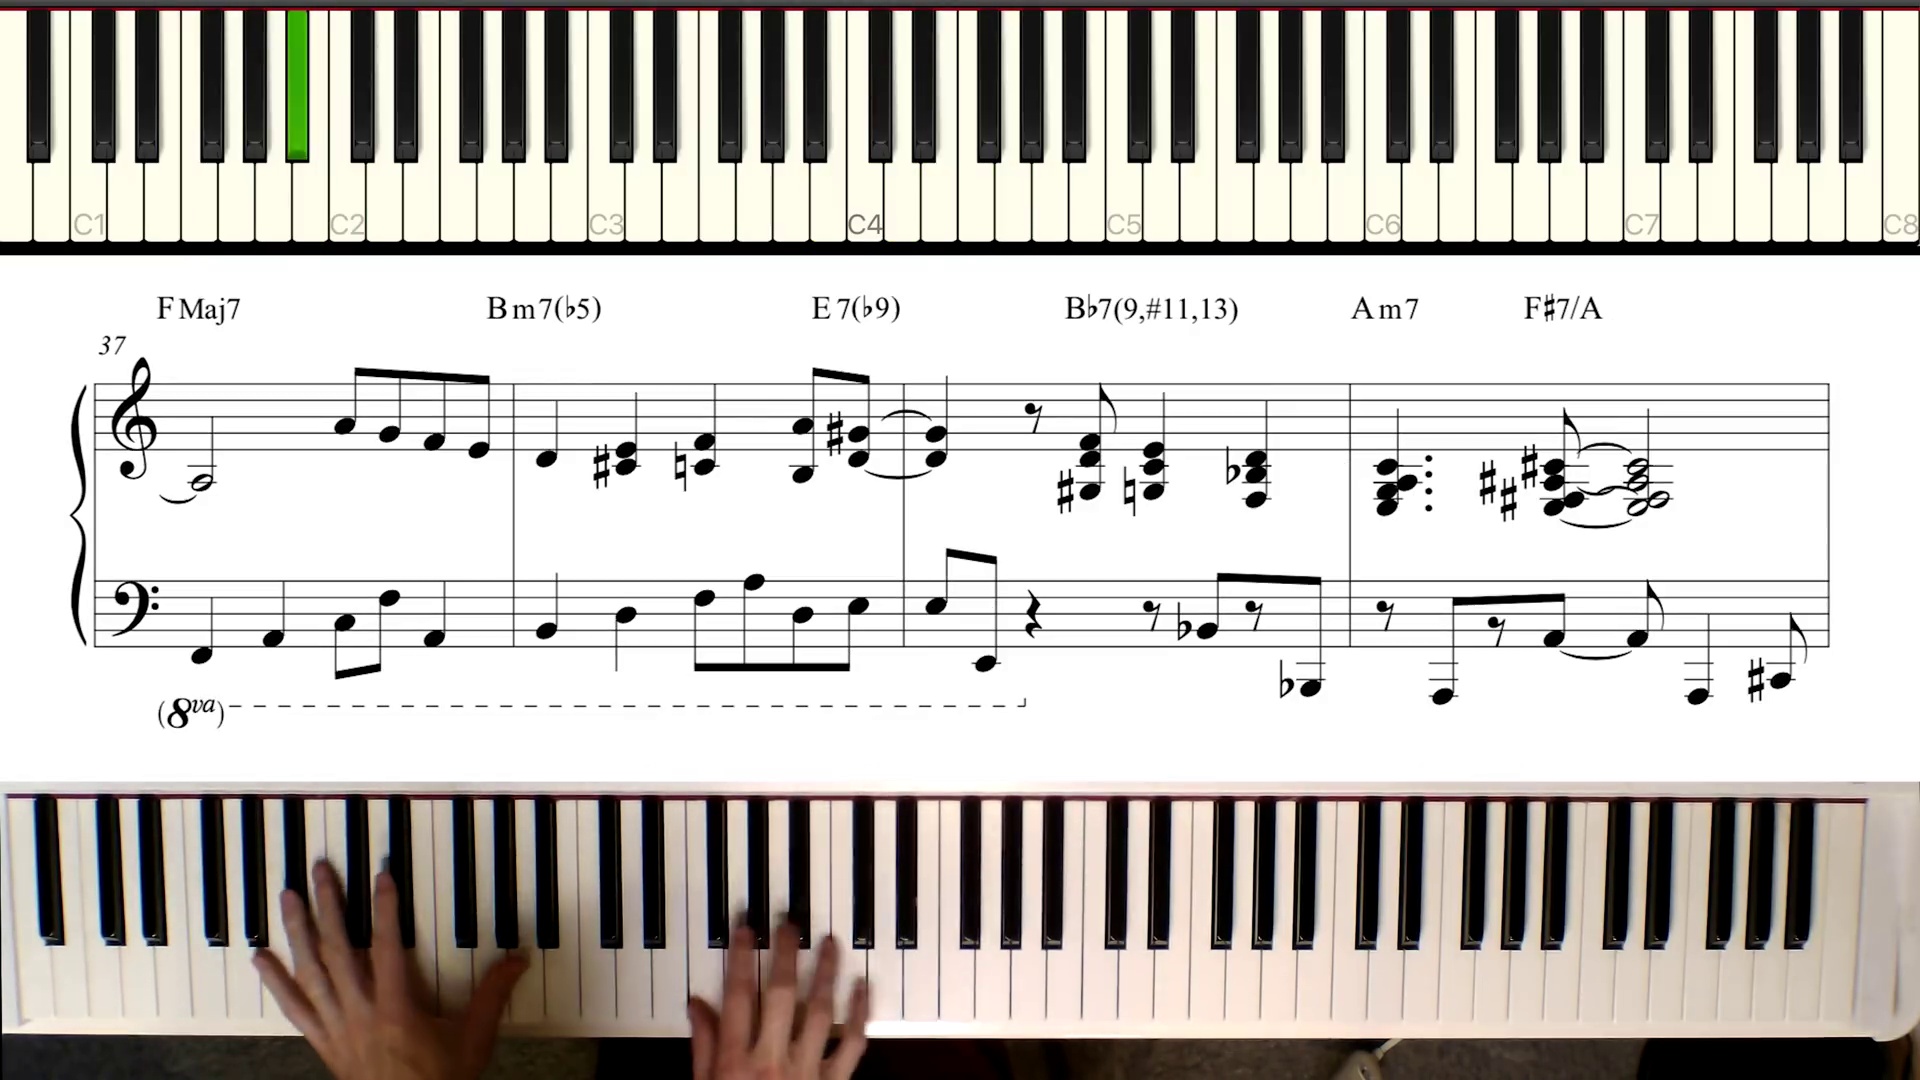 C1 C2 C3 C4 C5 C6 C7 C8
F Maj7 B m7(♭5) E 7(♭9) B♭7(9,#11,13) A m7 F♯7/A
37
(8va)